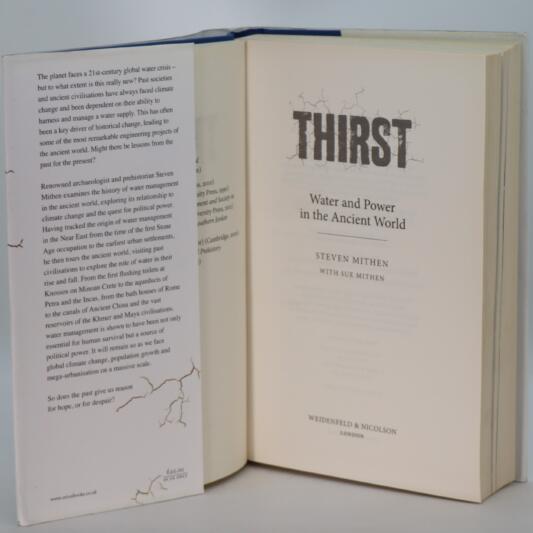 The planet faces a 21st-century global water crisis –
but to what extent is this really new? Past societies
and ancient civilisations have always faced climate
change and been dependent on their ability to
harness and manage a water supply. This has often
been a key driver of historical change, leading to
some of the most remarkable engineering projects of
the ancient world. Might there be lessons from the
past for the present?
Renowned archaeologist and prehistorian Steven
Mithen examines the history of water management
in the ancient world, exploring its relationship to
climate change and the quest for political power.
Having tracked the origin of water management
in the Near East from the time of the first Stone
Age occupation to the earliest urban settlements,
he then tours the ancient world, visiting past
civilisations to explore the role of water in their
rise and fall. From the first flushing toilets at
Knossos on Minoan Crete to the aqueducts of
Petra and the Incas, from the bath houses of Rome
to the canals of Ancient China and the vast
reservoirs of the Khmer and Maya civilisations,
water management is shown to have been not only
essential for human survival but a source of
political power. It will remain so as we face
global climate change, population growth and
mega-urbanisation on a massive scale.
So does the past give us reason
for hope, or for despair?
£25.00
IN UK ONLY
www.orionbooks.co.uk
THIRST
Water and Power
in the Ancient World
STEVEN MITHEN
WITH SUE MITHEN
WEIDENFELD & NICOLSON
LONDON